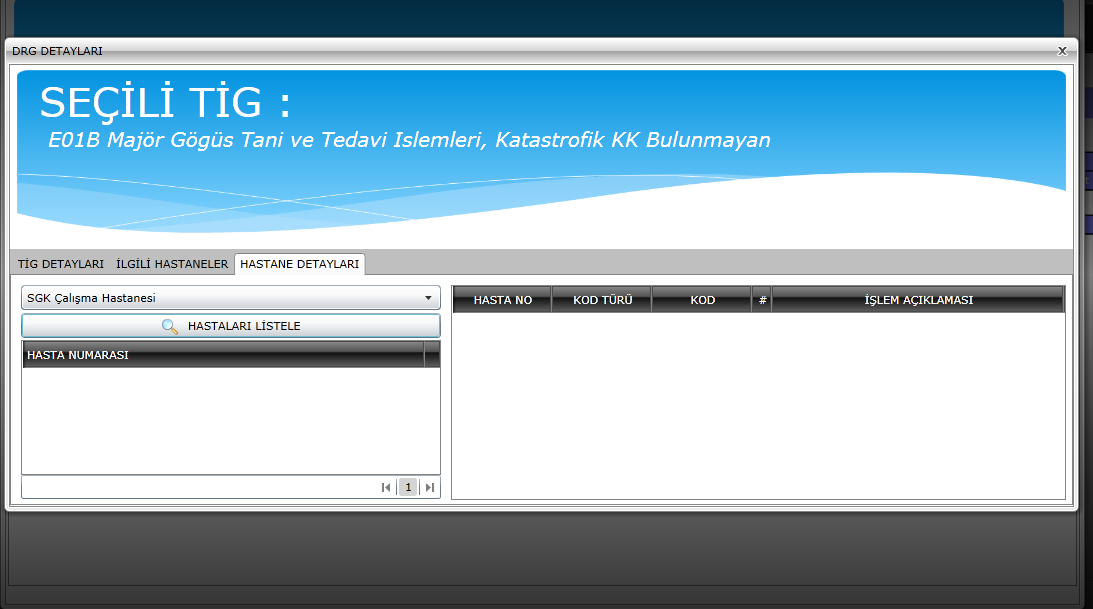 DRG DETAYLARI
x
SEÇİLİ TİG :
E01B Majör Gögüs Tani ve Tedavi Islemleri, Katastrofik KK Bulunmayan
TİG DETAYLARI İLGİLİ HASTANELER HASTANE DETAYLARI
SGK Çalışma Hastanesi
HASTALARI LİSTELE
HASTA NUMARASI
1
HASTA NO KOD TÜRÜ KOD # İŞLEM AÇIKLAMASI